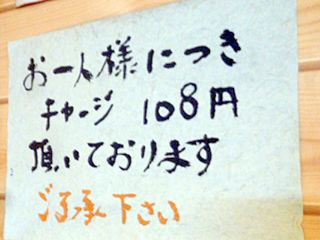 お一人様につき
チャージ 108円
頂いております
ご了承下さい